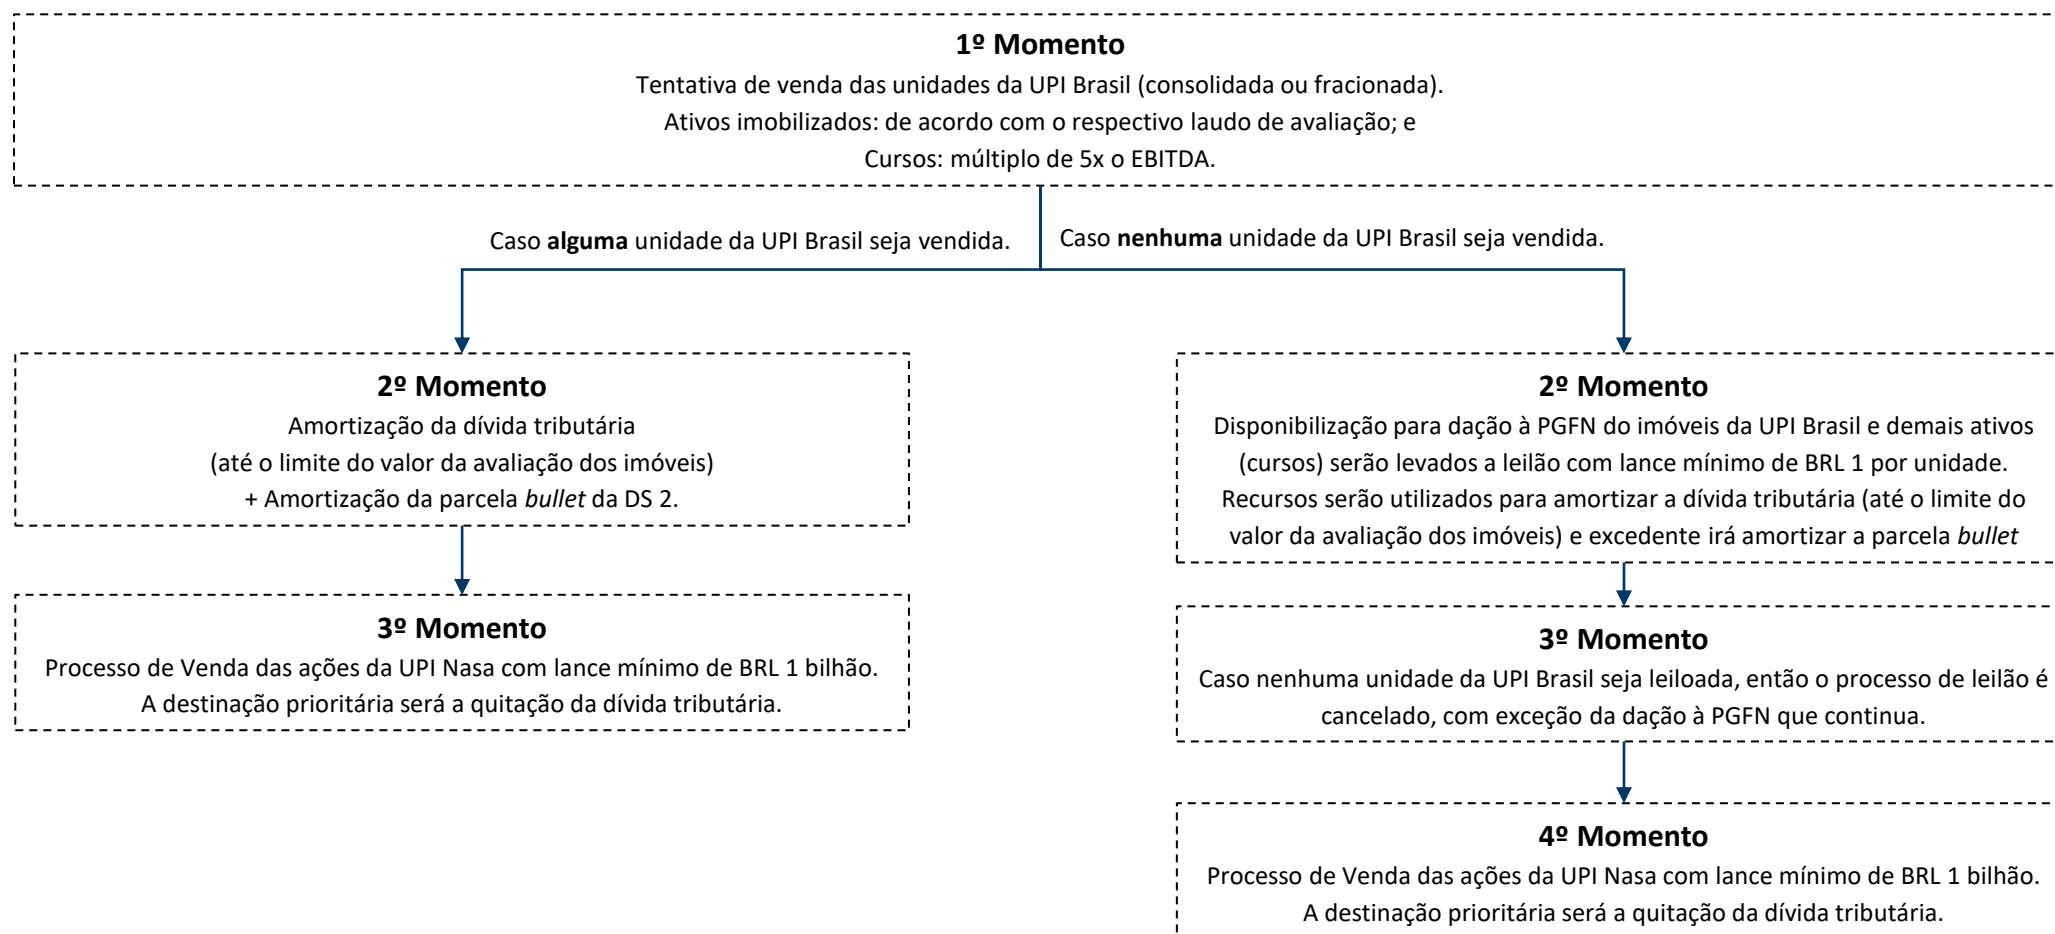 1º Momento
Tentativa de venda das unidades da UPI Brasil (consolidada ou fracionada).
Ativos imobilizados: de acordo com o respectivo laudo de avaliação; e
Cursos: múltiplo de 5x o EBITDA.
Caso alguma unidade da UPI Brasil seja vendida.
Caso nenhuma unidade da UPI Brasil seja vendida.
2º Momento
Amortização da dívida tributária
(até o limite do valor da avaliação dos imóveis)
+ Amortização da parcela bullet da DS 2.
3º Momento
Processo de Venda das ações da UPI Nasa com lance mínimo de BRL 1 bilhão.
A destinação prioritária será a quitação da dívida tributária.
2º Momento
Disponibilização para dação à PGFN do imóveis da UPI Brasil e demais ativos
(cursos) serão levados a leilão com lance mínimo de BRL 1 por unidade.
Recursos serão utilizados para amortizar a dívida tributária (até o limite do
valor da avaliação dos imóveis) e excedente irá amortizar a parcela bullet
3º Momento
Caso nenhuma unidade da UPI Brasil seja leiloada, então o processo de leilão é
cancelado, com exceção da dação à PGFN que continua.
4º Momento
Processo de Venda das ações da UPI Nasa com lance mínimo de BRL 1 bilhão.
A destinação prioritária será a quitação da dívida tributária.